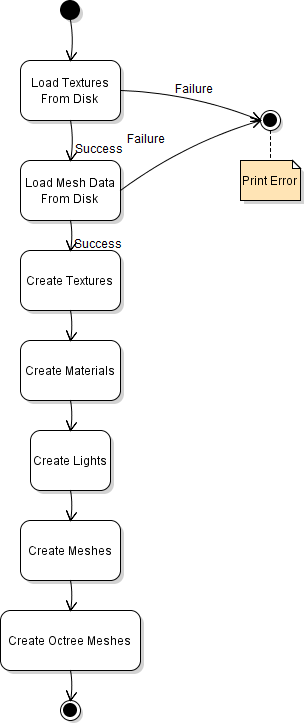 Load Textures
From Disk
Failure
Success
Failure
Load Mesh Data
From Disk
Print Error
Success
Create Textures
Create Materials
Create Lights
Create Meshes
Create Octree Meshes